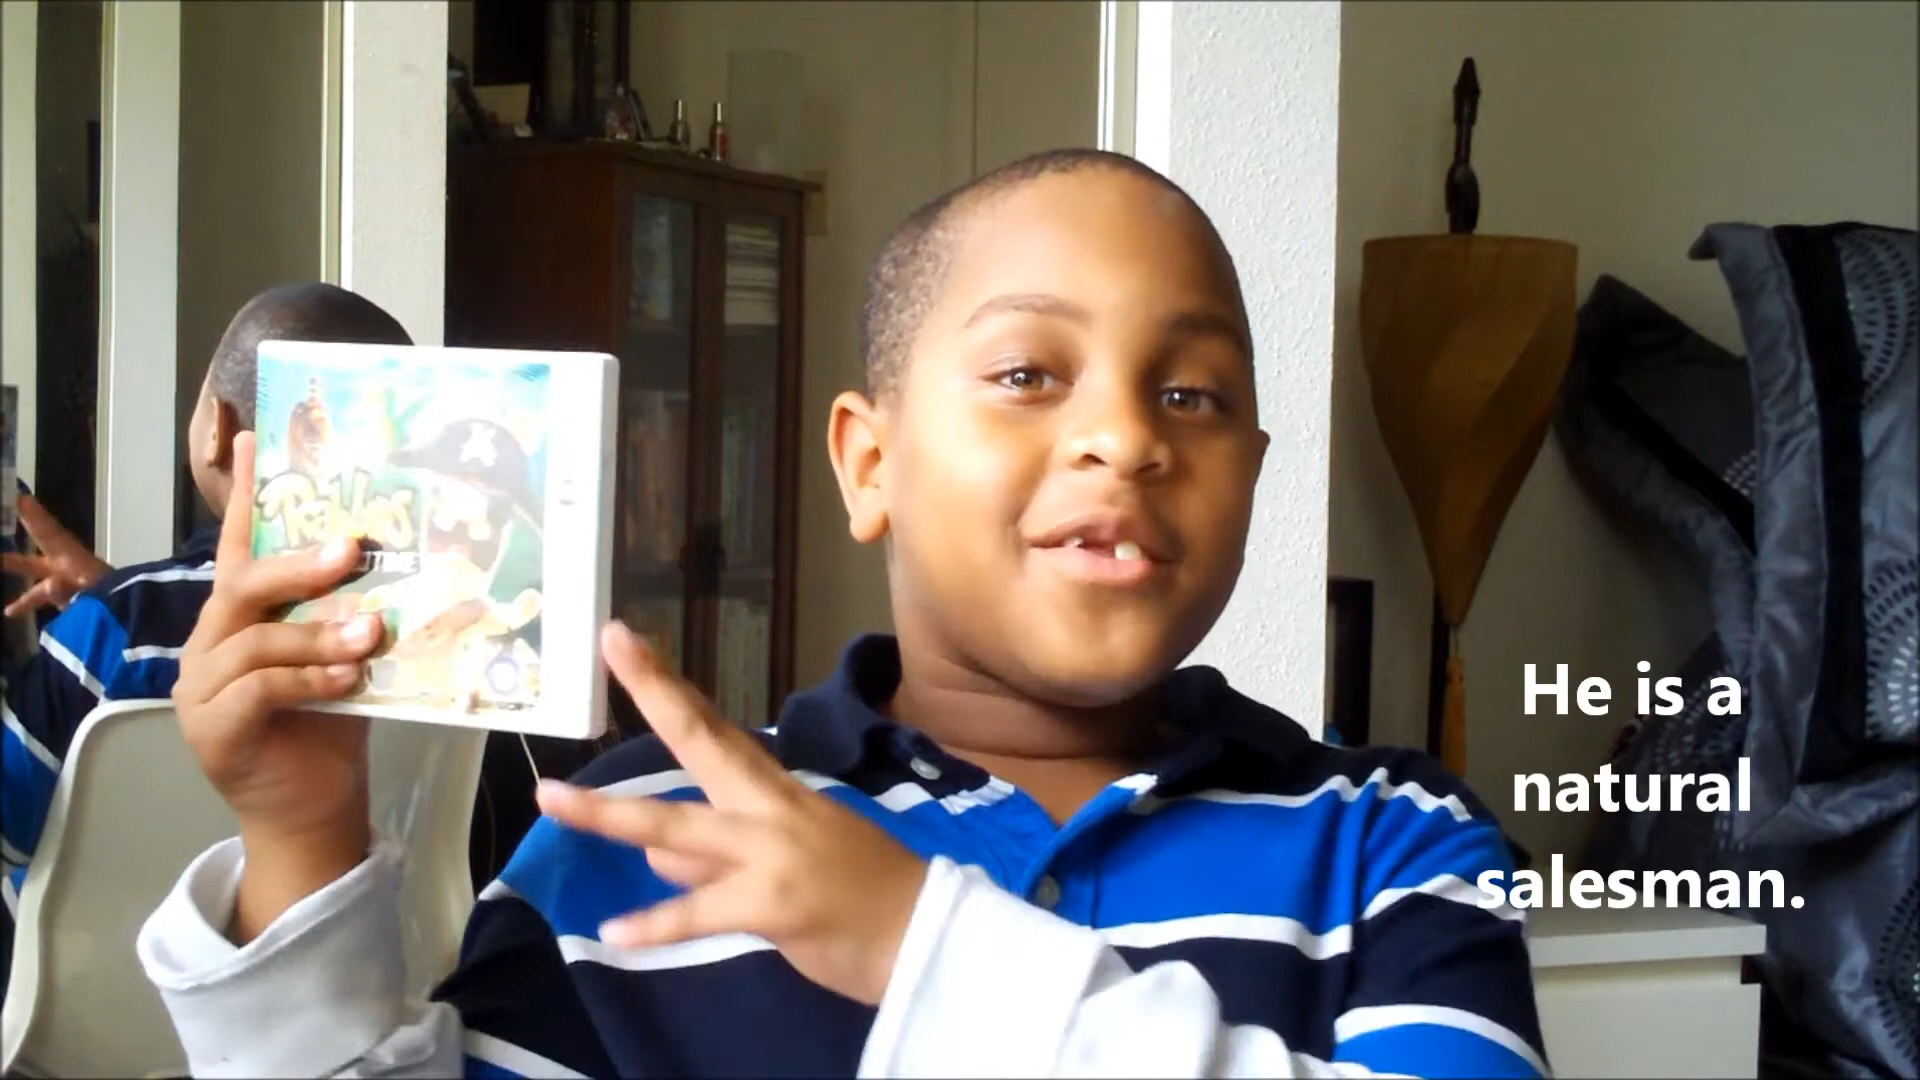 Rabbids
He is a
natural
salesman.